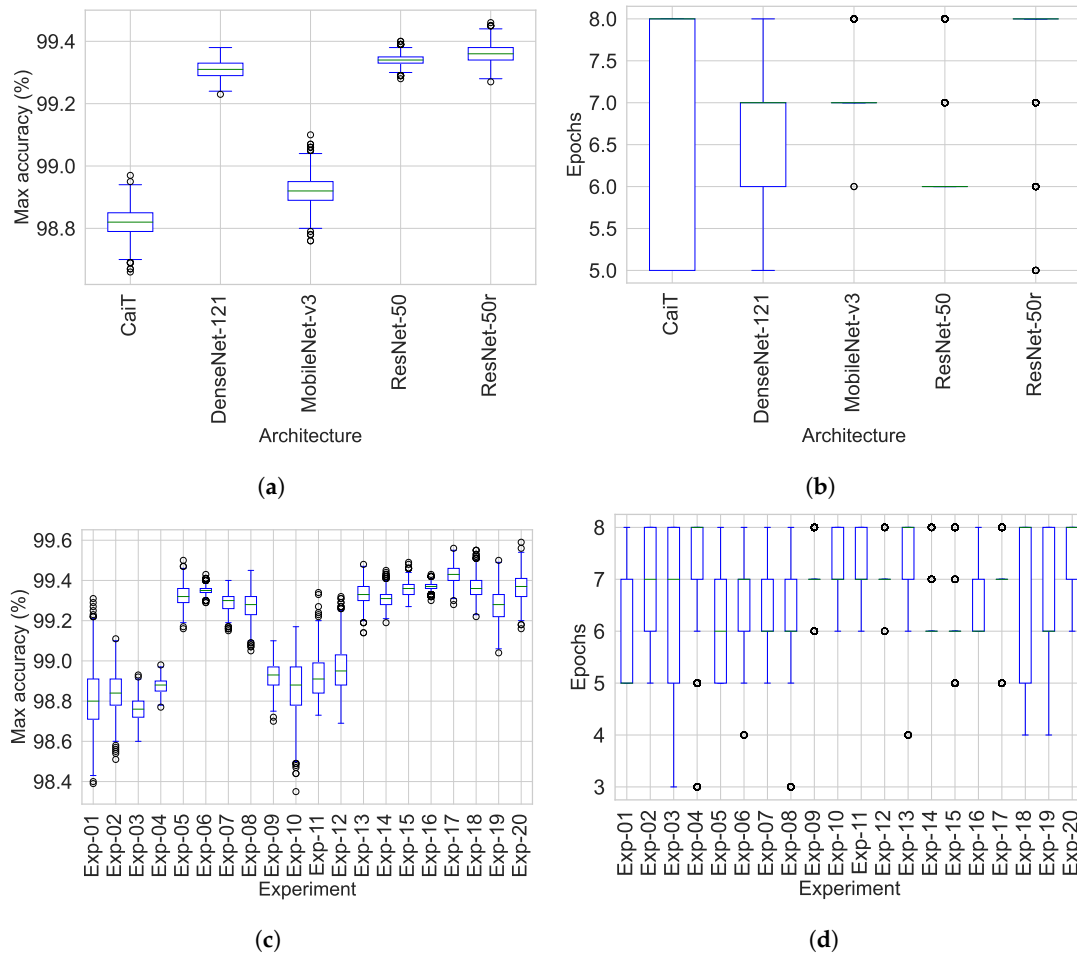 99.4
99.2
99.0
98.8
Max accuracy (%)
CaiT
DenseNet-121
MobileNet-v3
ResNet-50
ResNet-50r
Architecture
(a)
8.0
7.5
7.0
6.5
6.0
5.5
5.0
Epochs
CaiT
DenseNet-121
MobileNet-v3
ResNet-50
ResNet-50r
Architecture
(b)
99.6
99.4
99.2
99.0
98.8
98.6
98.4
Max accuracy (%)
Exp-01
Exp-02
Exp-03
Exp-04
Exp-05
Exp-06
Exp-07
Exp-08
Exp-09
Exp-10
Exp-11
Exp-12
Exp-13
Exp-14
Exp-15
Exp-16
Exp-17
Exp-18
Exp-19
Exp-20
Experiment
(c)
8
7
6
5
4
3
Epochs
Exp-01
Exp-02
Exp-03
Exp-04
Exp-05
Exp-06
Exp-07
Exp-08
Exp-09
Exp-10
Exp-11
Exp-12
Exp-13
Exp-14
Exp-15
Exp-16
Exp-17
Exp-18
Exp-19
Exp-20
Experiment
(d)